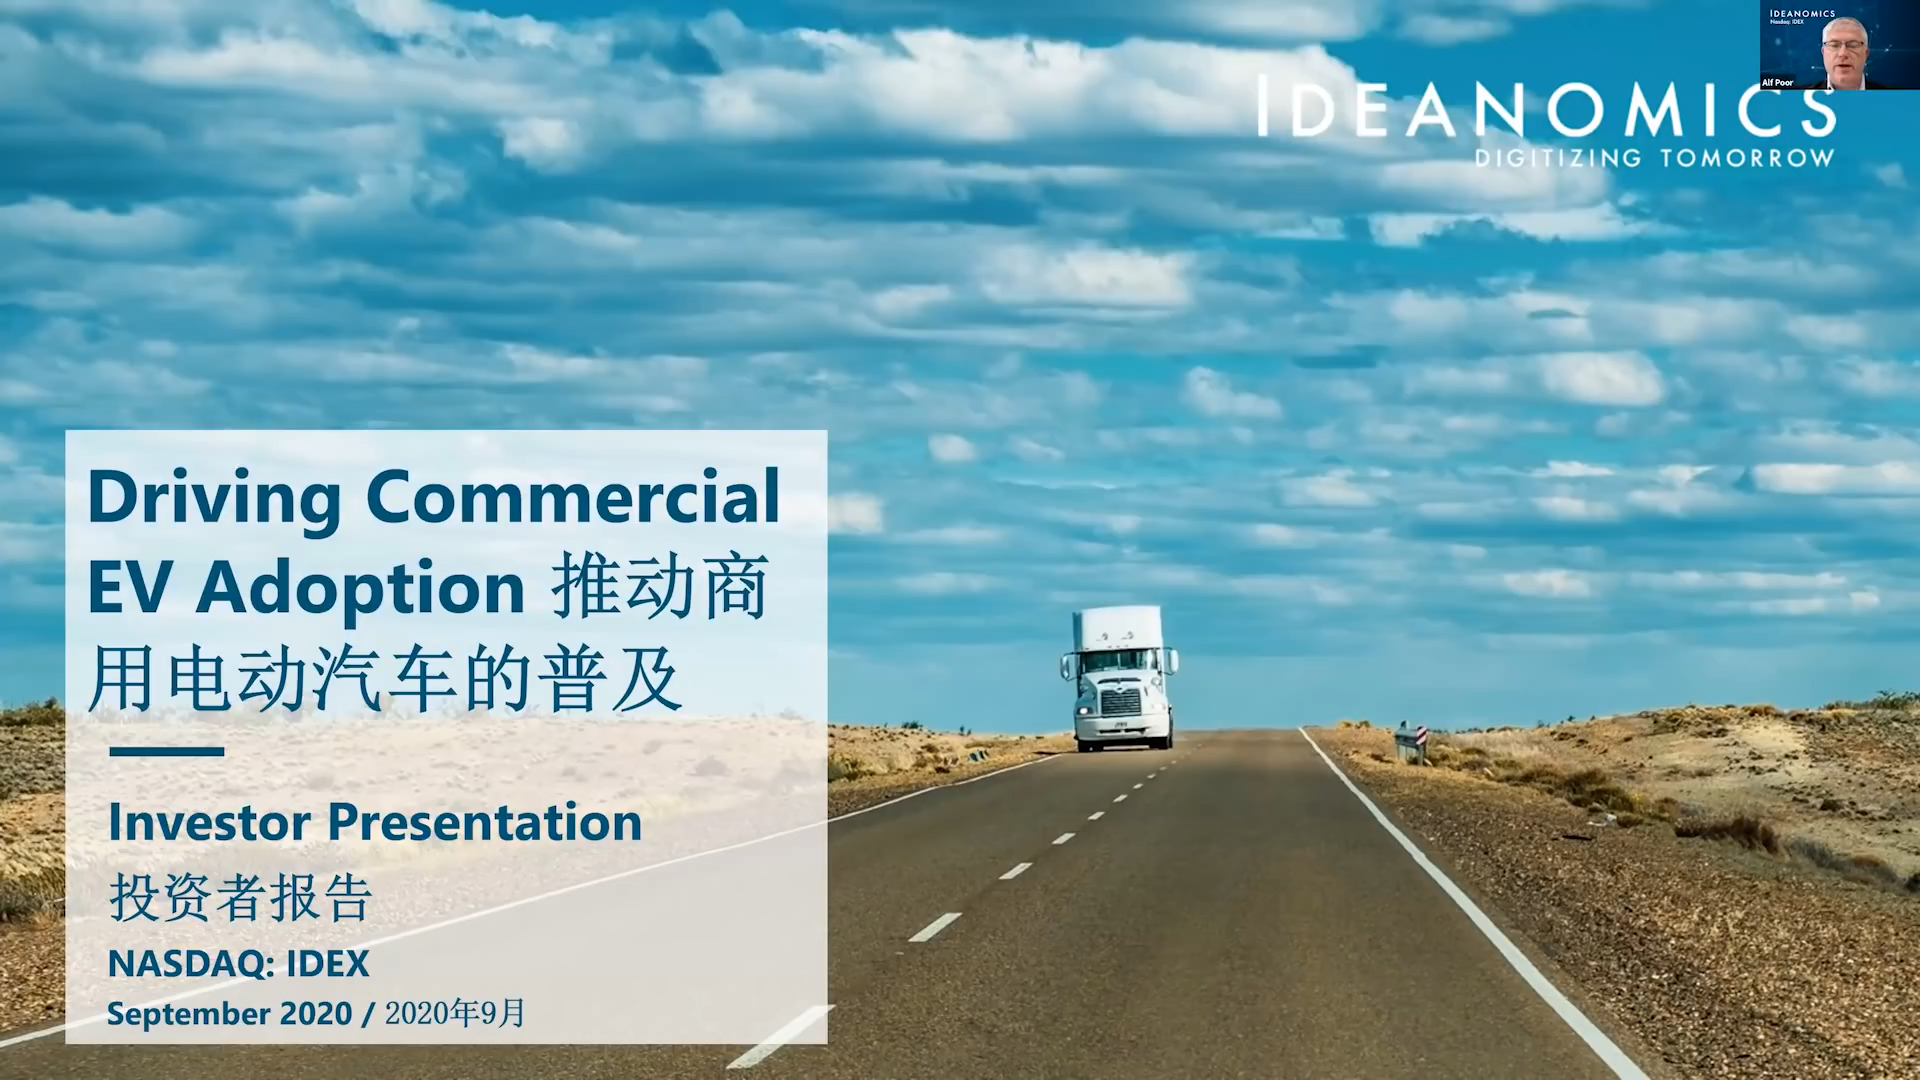 IDEANOMICS
Nasdaq: IDEX
Alf Poor
IDEANOMICS
DIGITIZING TOMORROW
Driving Commercial
EV Adoption 推动商
用电动汽车的普及
Investor Presentation
投资者报告
NASDAQ: IDEX
September 2020 / 2020年9月